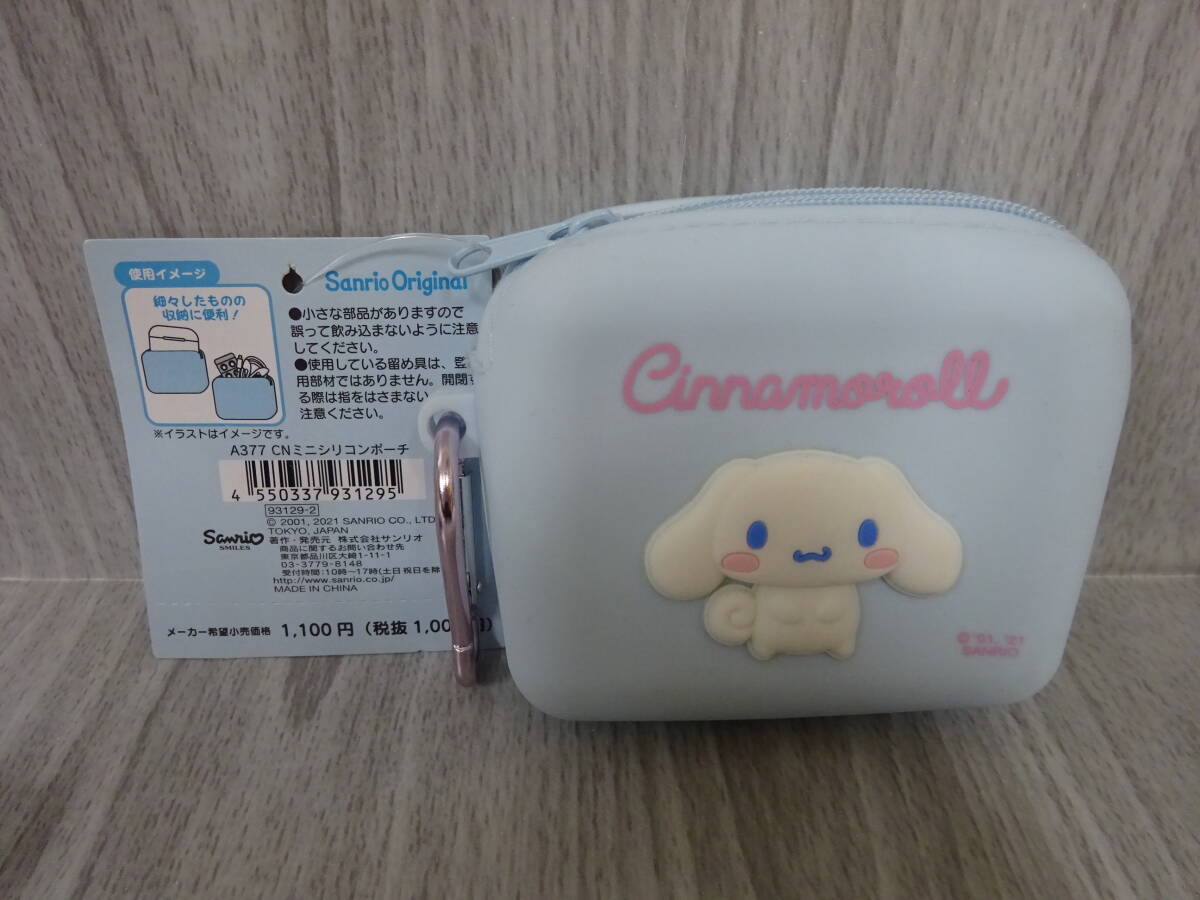 使用イメージ
細々したものの
収納に便利!
※イラストはイメージです。
Sanrio Original
●小さな部品がありますので
誤って飲み込まないように注意
してください。
●使用している留め具は、
用部材ではありません。開閉
る際は指をはさまない
注意ください。
A377 CNミニシリコンポーチ
4 550337 931295
93129-2
© 2001, 2021 SANRIO CO., LTD
TOKYO, JAPAN
Sanrio
SMILES
著作・発売元 株式会社サンリオ
商品に関するお問い合わせ先
東京都品川区大崎1-11-1
03-3779-8148
受付時間:10時〜17時(土日祝日を除
http://www.sanrio.co.jp/
MADE IN CHINA
メーカー希望小売価格 1,100円 (税抜1,00
Cinnamoroll
© '01, '21
SANRIO